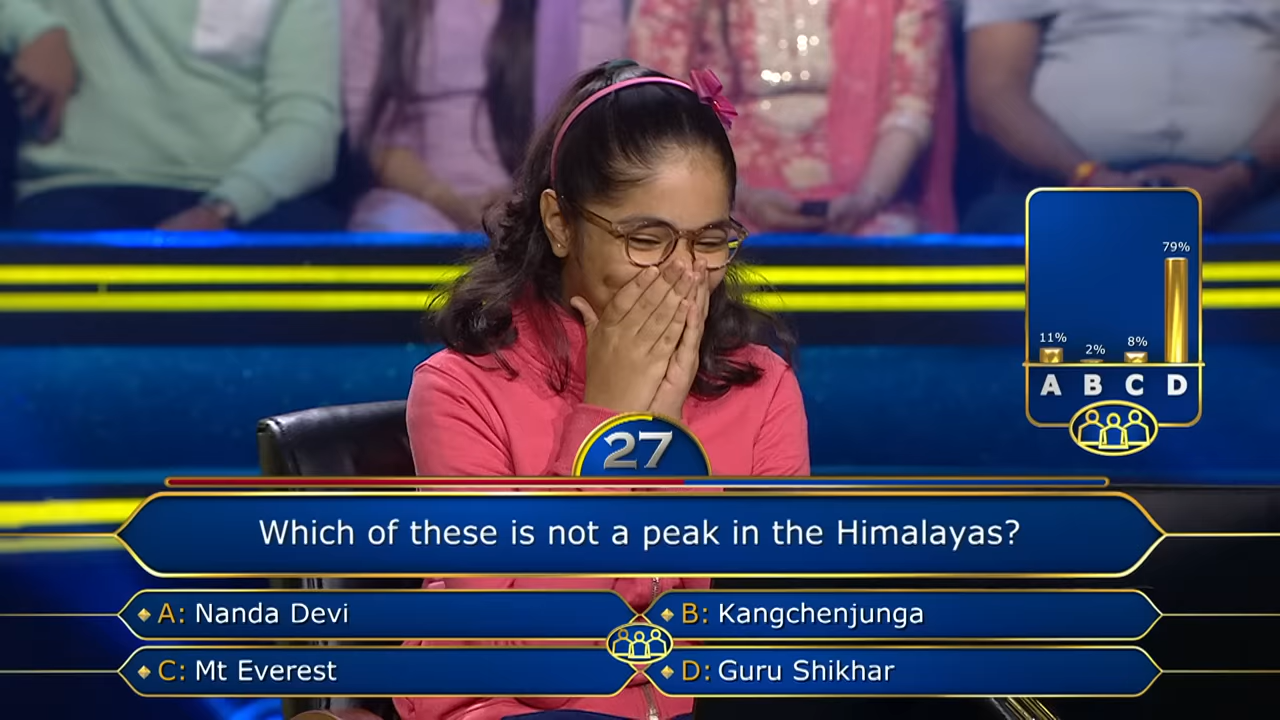 79%
11%
2%
8%
A B C D
27
Which of these is not a peak in the Himalayas?
A: Nanda Devi
B: Kangchenjunga
C: Mt Everest
D: Guru Shikhar